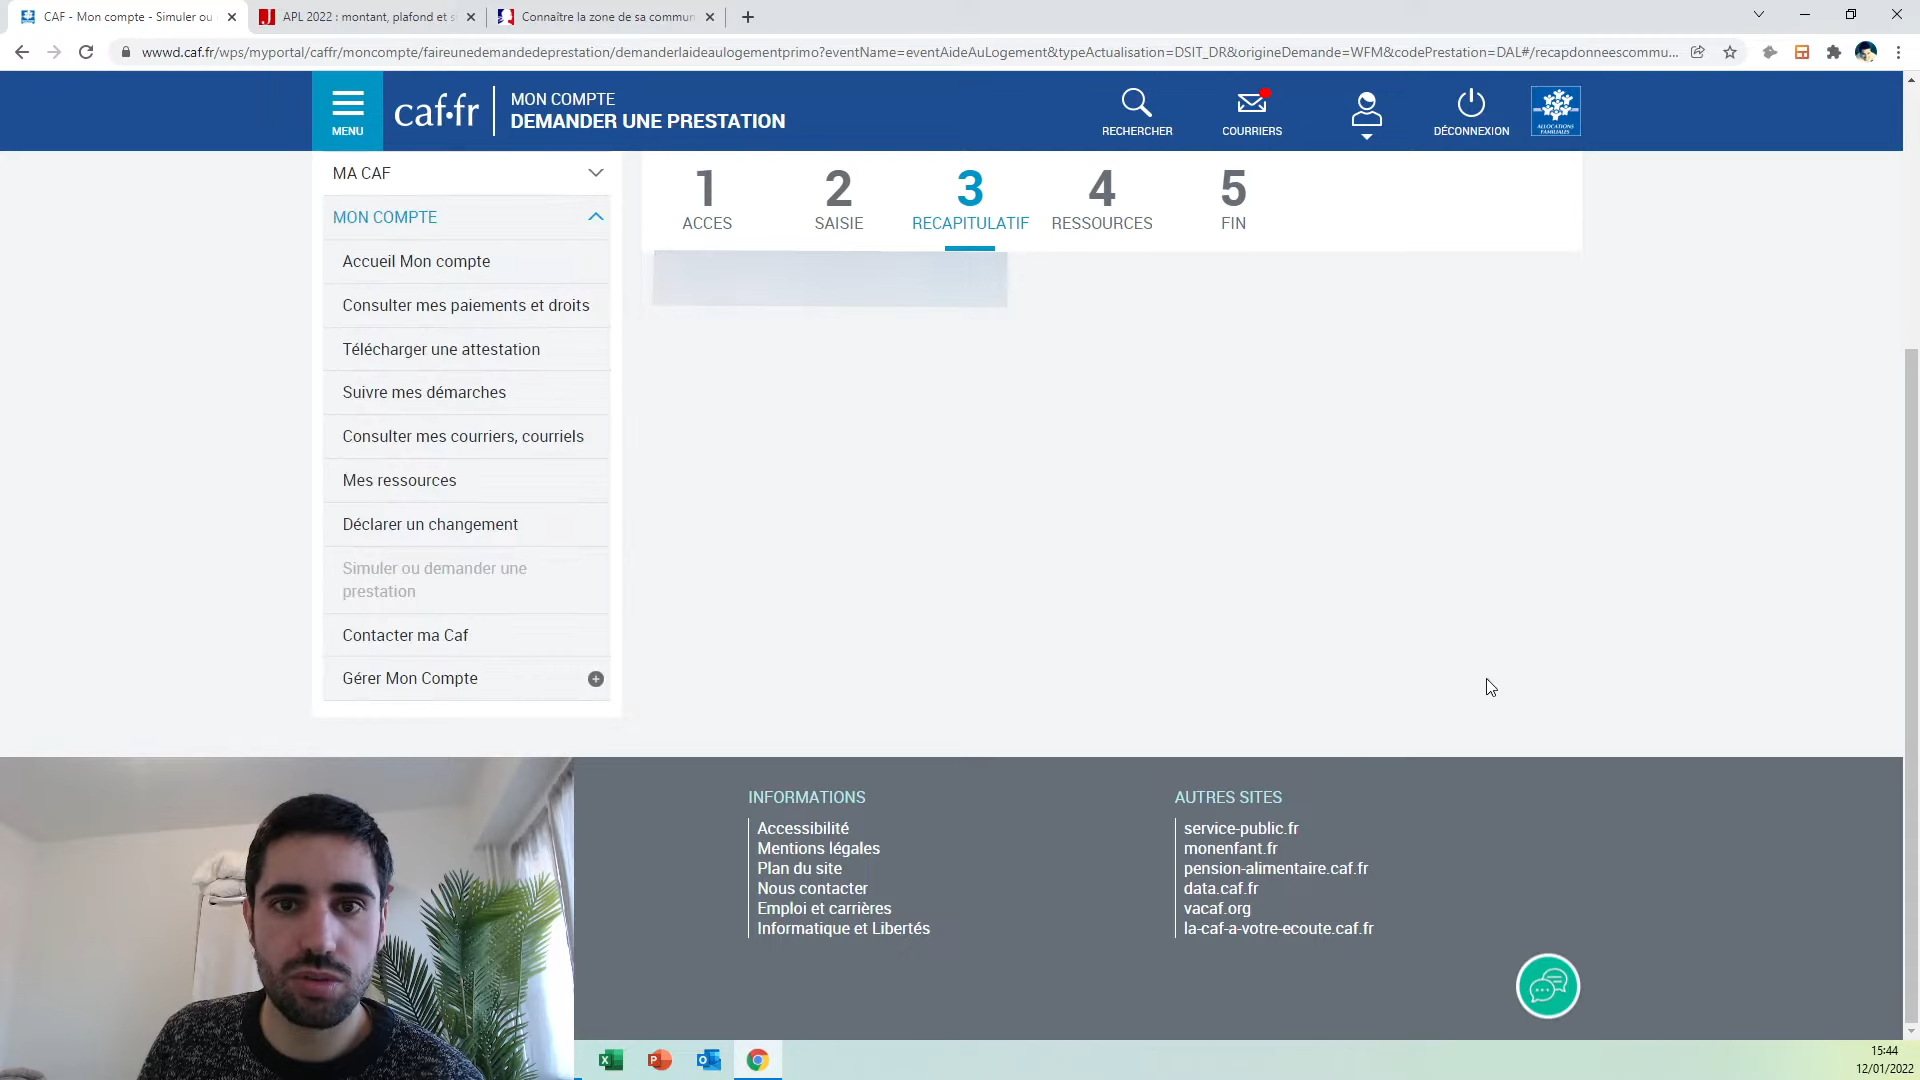 CAF - Mon compte - Simuler ou
APL 2022 : montant, plafond et s
Connaître la zone de sa commun
wwwd.caf.fr/wps/myportal/caffr/moncompte/faireunedemandedeprestation/demanderlaideaulogementprimo?eventName=eventAideAuLogement&typeActualisation=DSIT_DR&origineDemande=WFM&codePrestation=DAL#/recapdonneescommu...
MENU
caf.fr
MON COMPTE
DEMANDER UNE PRESTATION
RECHERCHER
COURRIERS
DÉCONNEXION
ALLOCATIONS
FAMILIALES
MA CAF
MON COMPTE
Accueil Mon compte
Consulter mes paiements et droits
Télécharger une attestation
Suivre mes démarches
Consulter mes courriers, courriels
Mes ressources
Déclarer un changement
Simuler ou demander une
prestation
Contacter ma Caf
Gérer Mon Compte
1
ACCES
2
SAISIE
3
RECAPITULATIF
4
RESSOURCES
5
FIN
INFORMATIONS
Accessibilité
Mentions légales
Plan du site
Nous contacter
Emploi et carrières
Informatique et Libertés
AUTRES SITES
service-public.fr
monenfant.fr
pension-alimentaire.caf.fr
data.caf.fr
vacaf.org
la-caf-a-votre-ecoute.caf.fr
15:44
12/01/2022